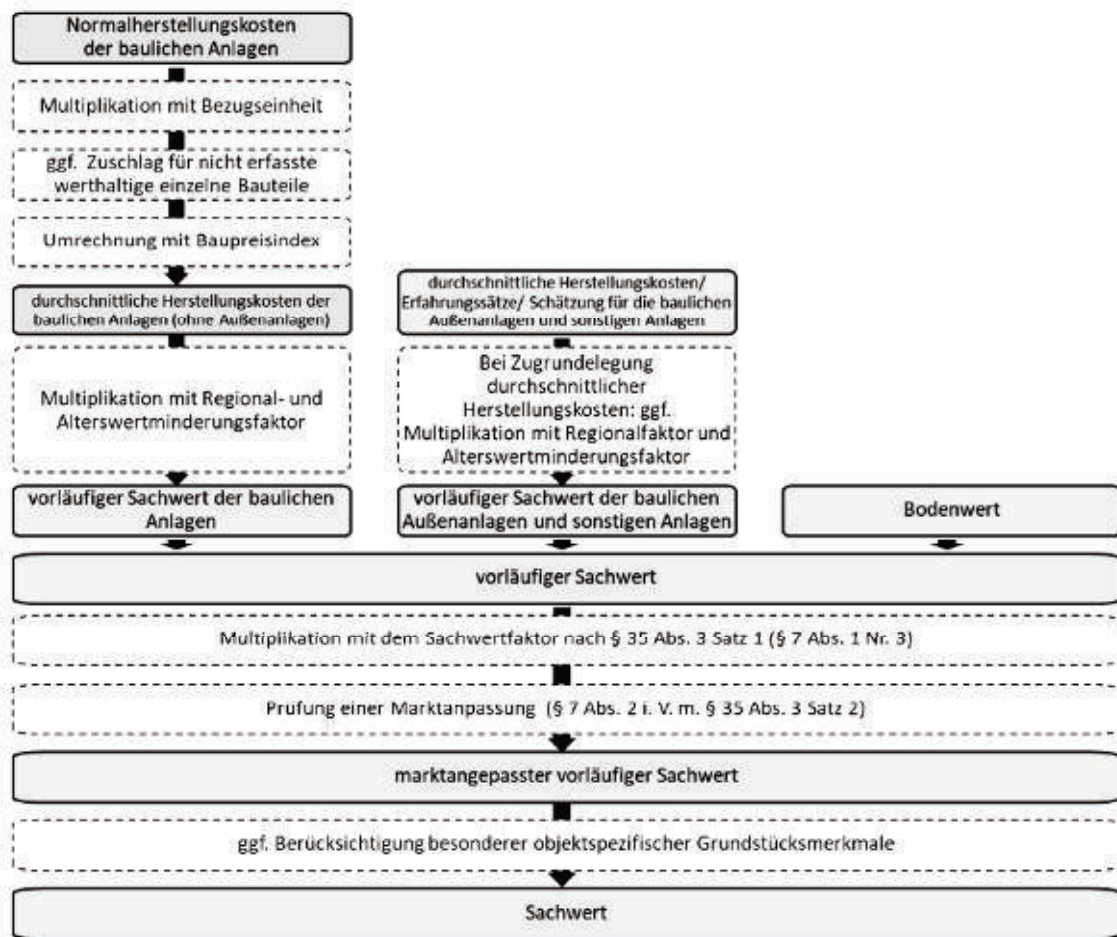 Normalherstellungskosten
der baulichen Anlagen
Multiplikation mit Bezugseinheit
ggf. Zuschlag für nicht erfasste
werthaltige einzelne Bauteile
Umrechnung mit Baupreisindex
durchschnittliche Herstellungskosten der
baulichen Anlagen (ohne Außenanlagen)
Multiplikation mit Regional- und
Alterswertminderungsfaktor
vorläufiger Sachwert der baulichen
Anlagen
durchschnittliche Herstellungskosten/
Erfahrungssätze/ Schätzung für die baulichen
Außenanlagen und sonstigen Anlagen
Bei Zugrundelegung
durchschnittlicher
Herstellungskosten: ggf.
Multiplikation mit Regionalfaktor und
Alterswertminderungsfaktor
vorläufiger Sachwert der baulichen
Außenanlagen und sonstigen Anlagen
Bodenwert
vorläufiger Sachwert
Multiplikation mit dem Sachwertfaktor nach § 35 Abs. 3 Satz 1 (§ 7 Abs. 1 Nr. 3)
Prüfung einer Marktanpassung (§ 7 Abs. 2 i. V. m. § 35 Abs. 3 Satz 2)
marktangepasster vorläufiger Sachwert
ggf. Berücksichtigung besonderer objektspezifischer Grundstücksmerkmale
Sachwert